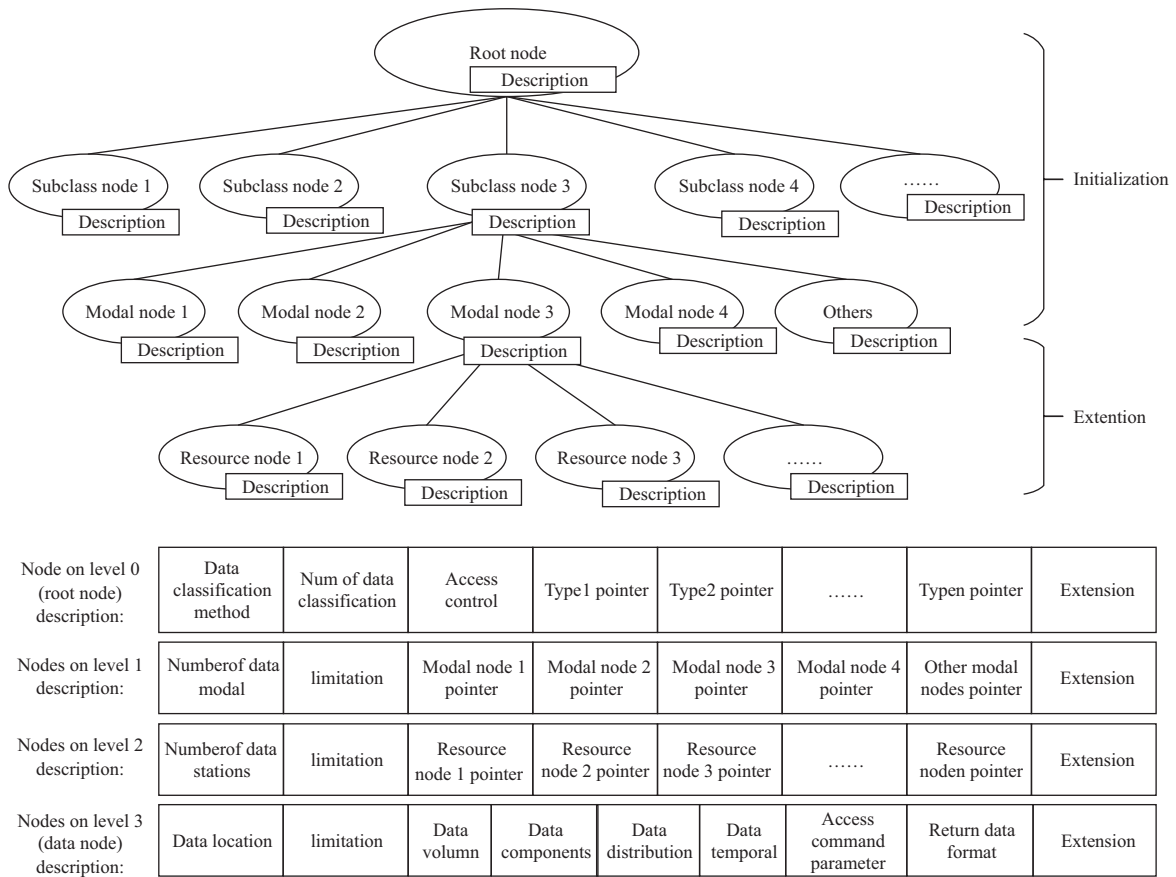 Root node
Description
Subclass node 1
Description
Subclass node 2
Description
Subclass node 3
Description
Subclass node 4
Description
……
Description
Initialization
Modal node 1
Description
Modal node 2
Description
Modal node 3
Description
Modal node 4
Description
Others
Description
Extention
Resource node 1
Description
Resource node 2
Description
Resource node 3
Description
……
Description
Node on level 0
(root node)
description:
Data
classification
method
Num of data
classification
Access
control
Type1 pointer
Type2 pointer
……
Typen pointer
Extension
Nodes on level 1
description:
Numberof data
modal
limitation
Modal node 1
pointer
Modal node 2
pointer
Modal node 3
pointer
Modal node 4
pointer
Other modal
nodes pointer
Extension
Nodes on level 2
description:
Numberof data
stations
limitation
Resource
node 1 pointer
Resource
node 2 pointer
Resource
node 3 pointer
……
Resource
noden pointer
Extension
Nodes on level 3
(data node)
description:
Data location
limitation
Data
volumn
Data
components
Data
distribution
Data
temporal
Access
command
parameter
Return data
format
Extension